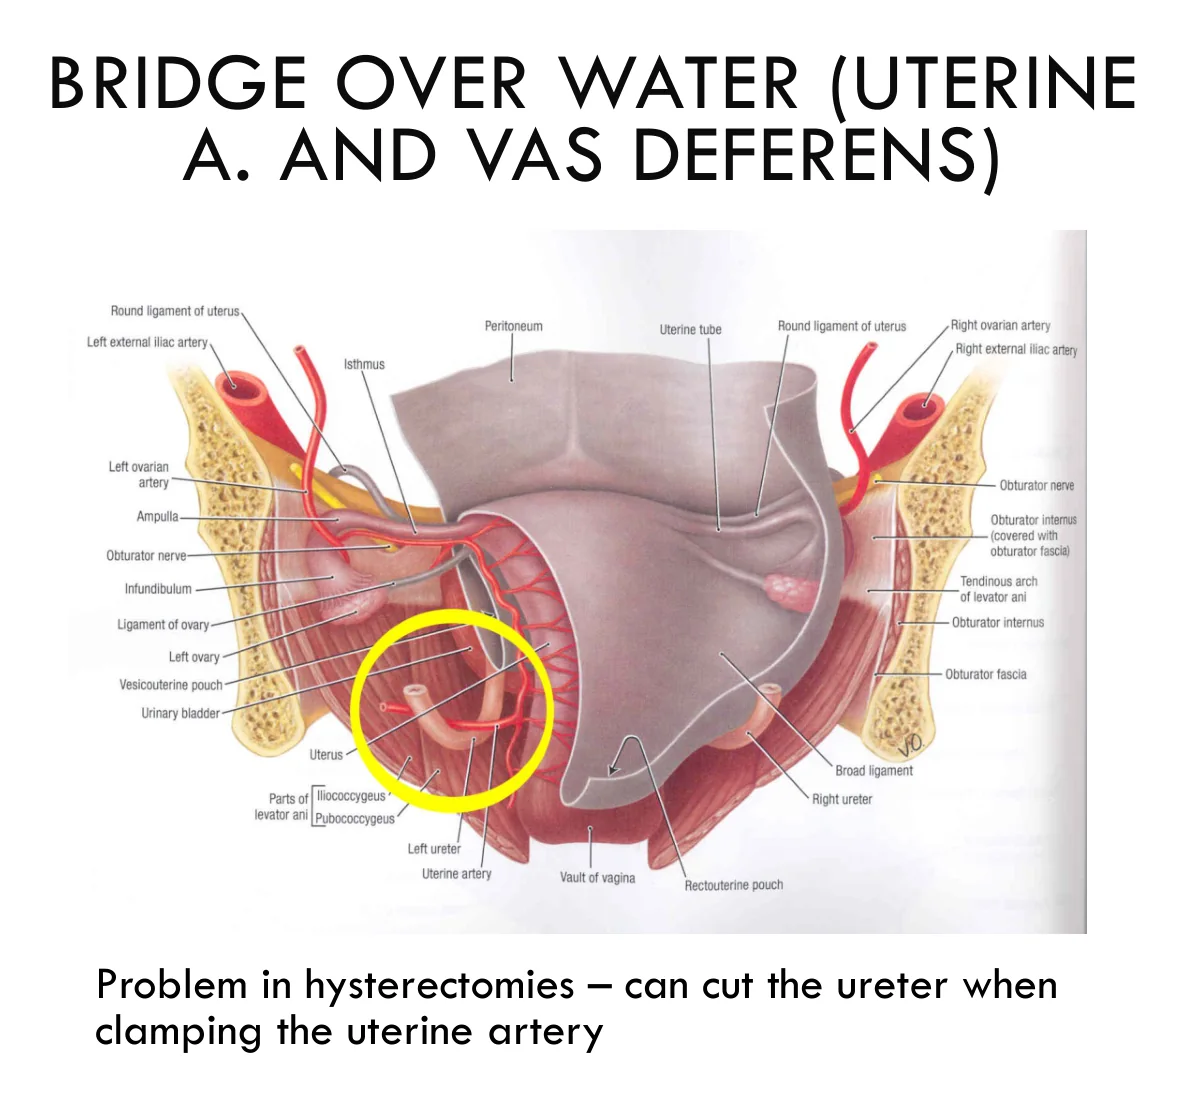 BRIDGE OVER WATER (UTERINE
A. AND VAS DEFERENS)
Round ligament of uterus
Left external iliac artery
Isthmus
Peritoneum
Uterine tube
Round ligament of uterus
Right ovarian artery
Right external iliac artery
Left ovarian
artery
Ampulla
Obturator nerve
Infundibulum
Ligament of ovary
Left ovary
Vesicouterine pouch
Urinary bladder
Uterus
Parts of
levator ani
Iliococcygeus
Pubococcygeus
Left ureter
Uterine artery
Vault of vagina
Rectouterine pouch
Right ureter
Broad ligament
Obturator nerve
Obturator internus
(covered with
obturator fascia)
Tendinous arch
of levator ani
Obturator internus
Obturator fascia
VO.
Problem in hysterectomies – can cut the ureter when
clamping the uterine artery